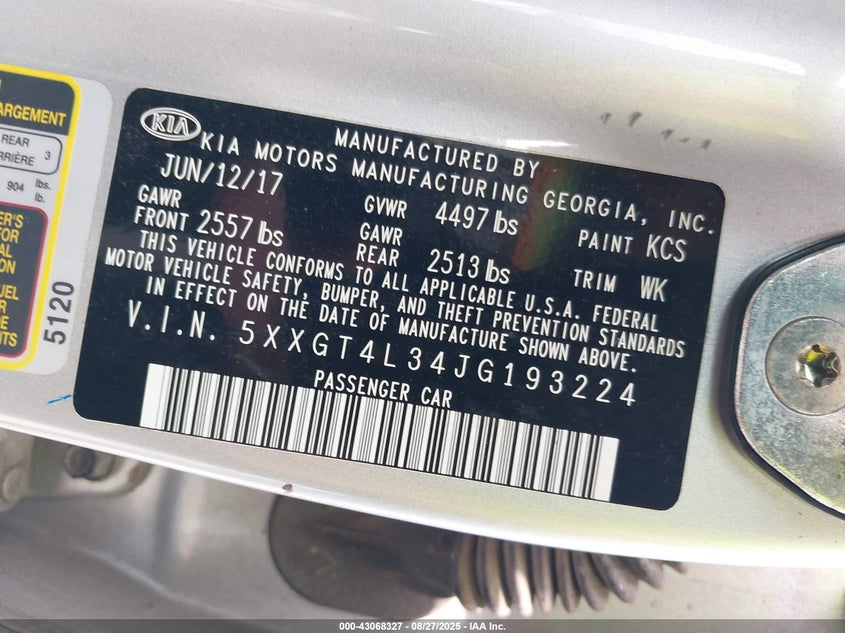 ARGEMENT
REAR
3
904 lbs.
lb.
FOR
5120
KIA
MANUFACTURED BY
KIA MOTORS MANUFACTURING GEORGIA, INC.
JUN/12/17
GAWR
FRONT 2557 lbs
GVWR 4497 lbs
GAWR
REAR 2513 lbs
PAINT KCS
TRIM WK
THIS VEHICLE CONFORMS TO ALL APPLICABLE U.S.A. FEDERAL
MOTOR VEHICLE SAFETY, BUMPER, AND THEFT PREVENTION STANDARDS
IN EFFECT ON THE DATE OF MANUFACTURE SHOWN ABOVE.
V.I.N. 5XXGT4L34JG193224
PASSENGER CAR
000-43068327 - 08/27/2025 - IAA Inc.